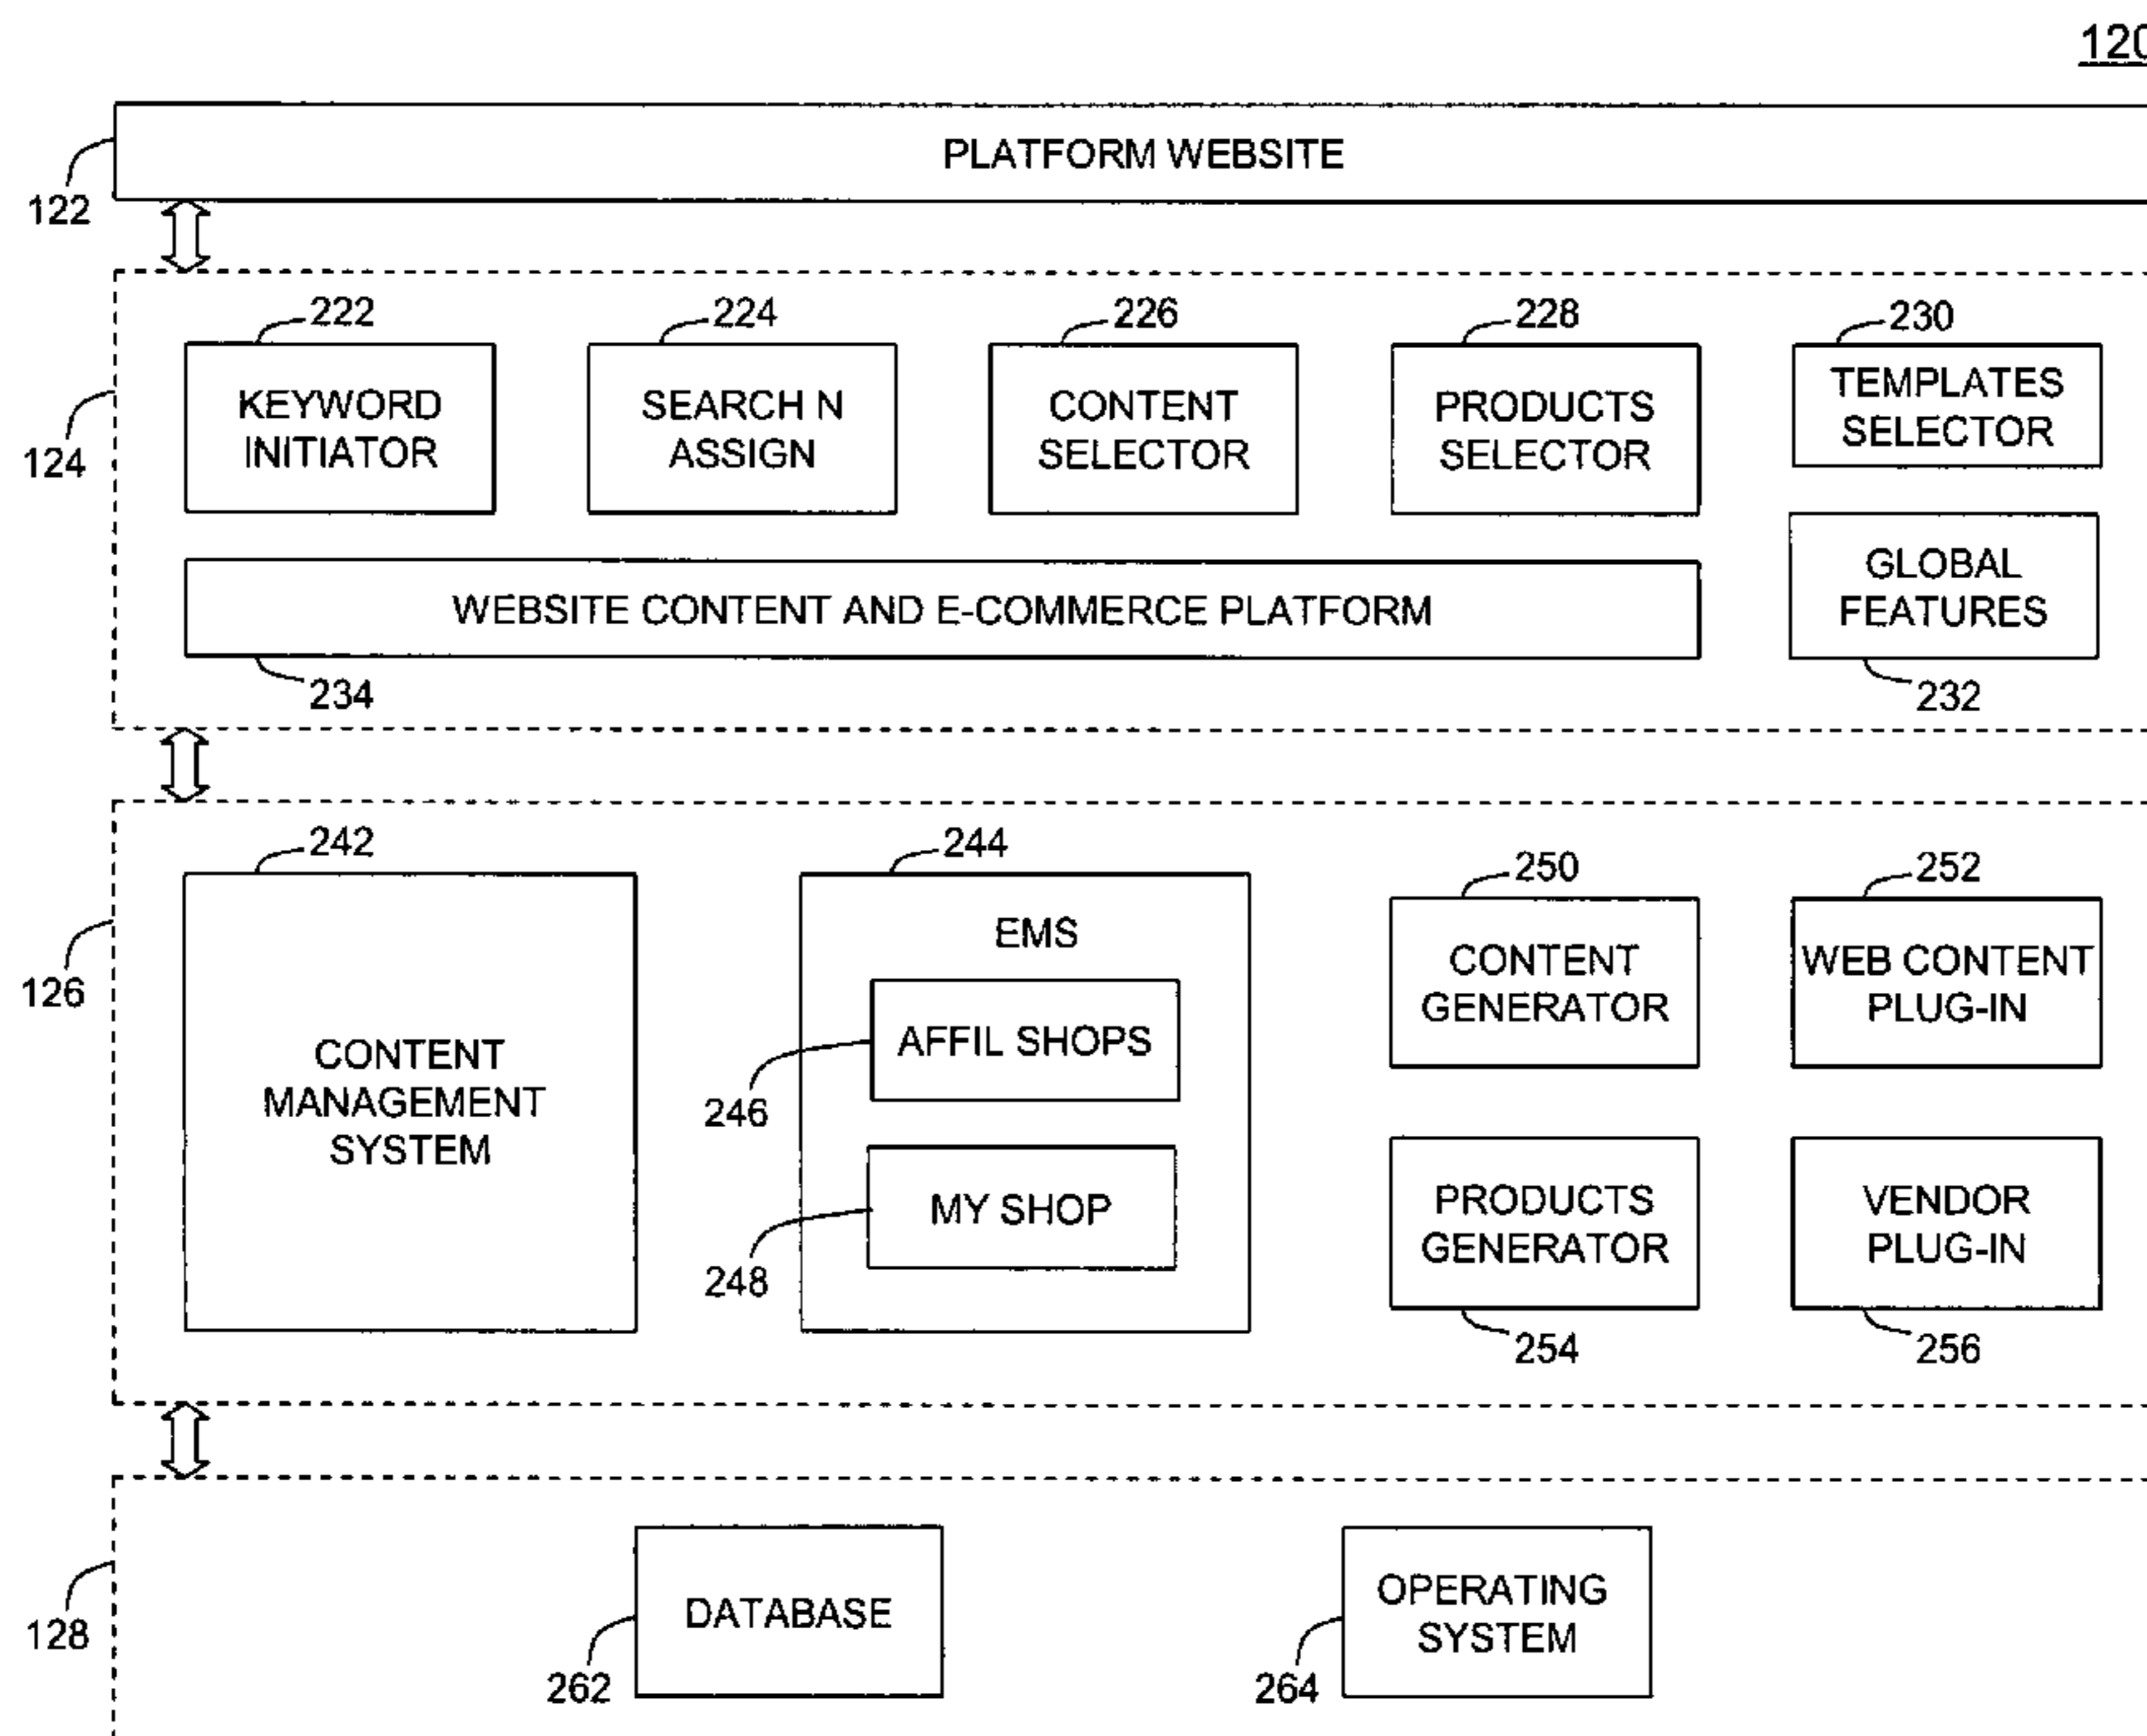 120
PLATFORM WEBSITE
122
222
224
226
228
230
KEYWORD
INITIATOR
SEARCH N
ASSIGN
CONTENT
SELECTOR
PRODUCTS
SELECTOR
TEMPLATES
SELECTOR
124
WEBSITE CONTENT AND E-COMMERCE PLATFORM
GLOBAL
FEATURES
234
232
242
244
250
252
CONTENT
MANAGEMENT
SYSTEM
EMS
AFFIL SHOPS
246
MY SHOP
248
CONTENT
GENERATOR
WEB CONTENT
PLUG-IN
126
PRODUCTS
GENERATOR
VENDOR
PLUG-IN
254
256
DATABASE
OPERATING
SYSTEM
128
262
264